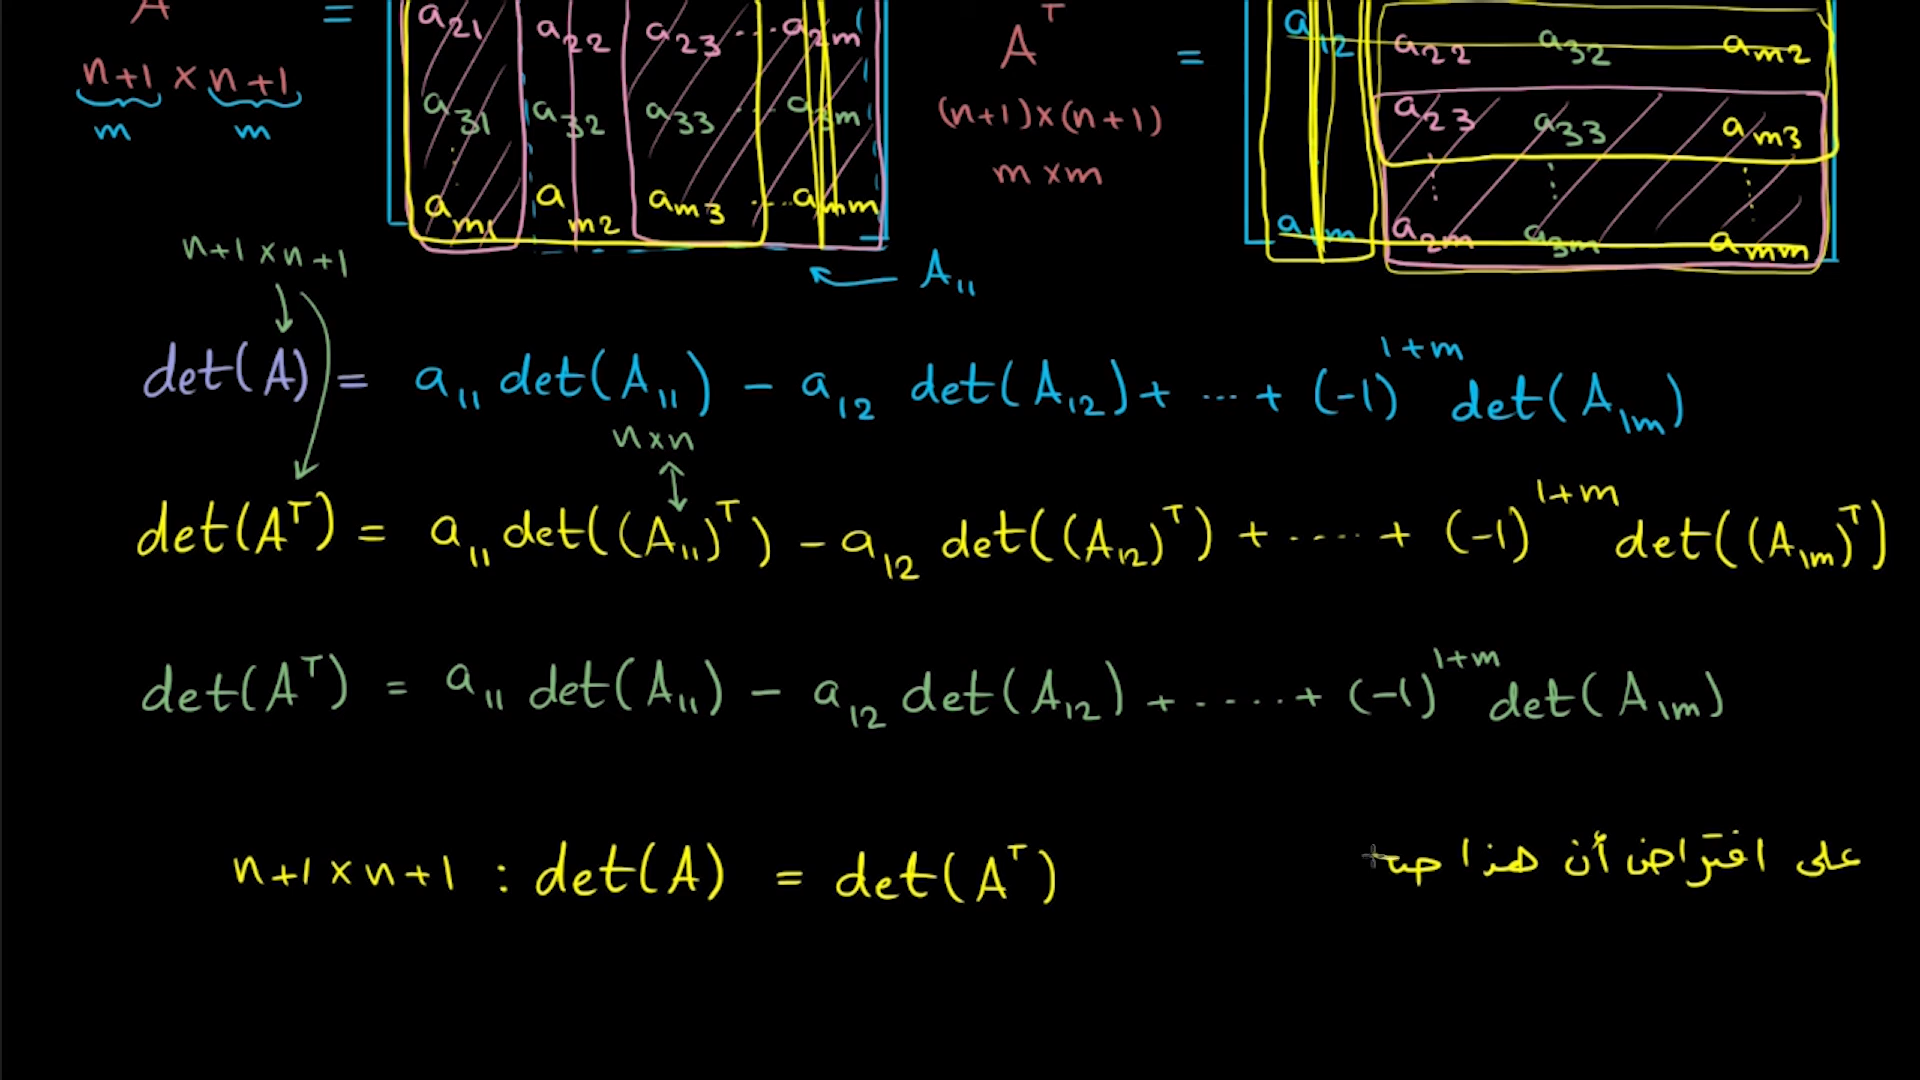 A = a21 a22 a23 ... a2m
n+1 × n+1
m m
a31 a32 a33 ... a3m
am1 am2 am3 ... amm
A^T = a12 a22 a32 am2
(n+1)×(n+1)
m×m
a23 a33 am3
a1m a2m a3m amm
n+1 × n+1
A11
det(A) = a11 det(A11) − a12 det(A12) + ... + (−1)^1+m det(A1m)
n×n
det(A^T) = a11 det((A11)^T) − a12 det((A12)^T) + .... + (−1)^1+m det((A1m)^T)
det(A^T) = a11 det(A11) − a12 det(A12) + ..... + (−1)^1+m det(A1m)
n+1 × n+1 : det(A) = det(A^T)
على افتراض أن هذا